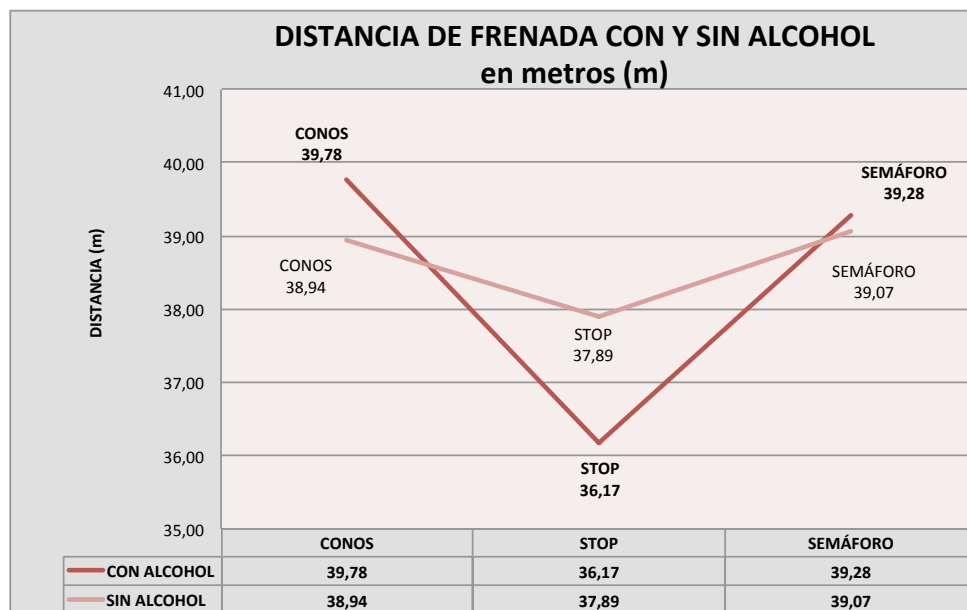 DISTANCIA DE FRENADA CON Y SIN ALCOHOL
en metros (m)
41,00
40,00
39,00
38,00
37,00
36,00
35,00
DISTANCIA (m)
CONOS
39,78
SEMÁFORO
39,28
CONOS
38,94
SEMÁFORO
39,07
STOP
37,89
STOP
36,17
CONOS STOP SEMÁFORO
CON ALCOHOL 39,78 36,17 39,28
SIN ALCOHOL 38,94 37,89 39,07